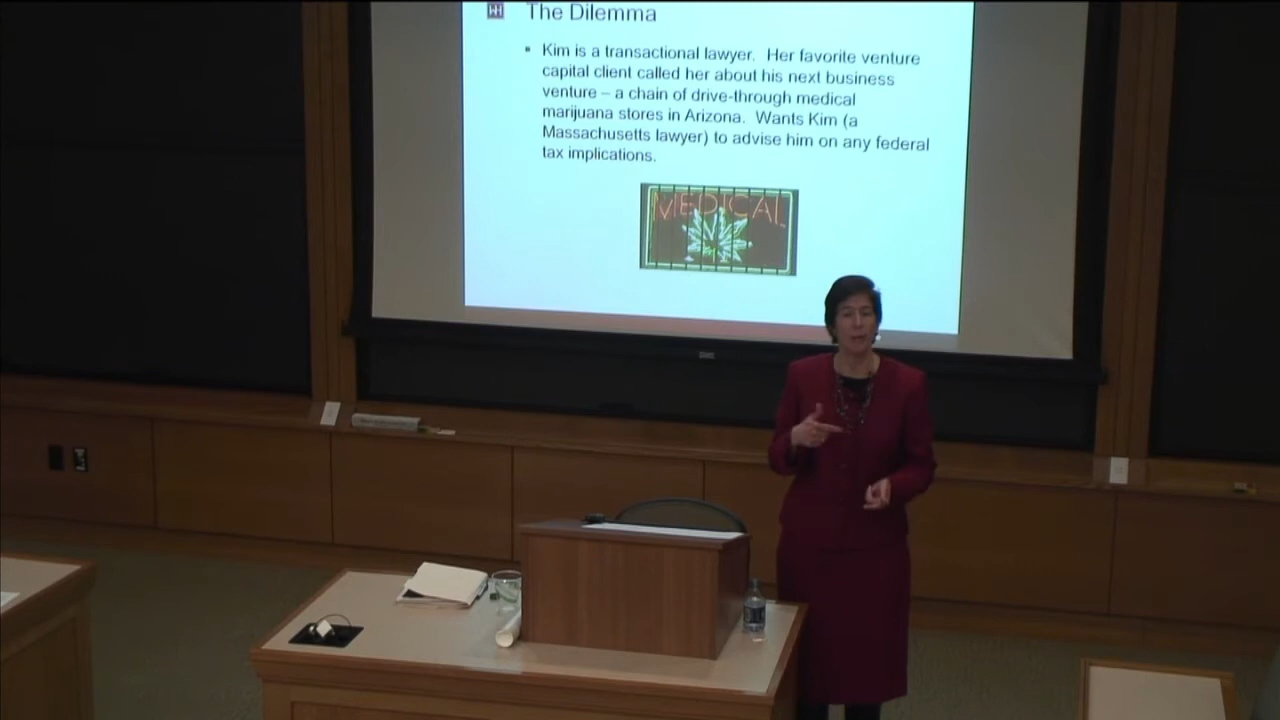 The Dilemma
Kim is a transactional lawyer. Her favorite venture
capital client called her about his next business
venture – a chain of drive-through medical
marijuana stores in Arizona. Wants Kim (a
Massachusetts lawyer) to advise him on any federal
tax implications.
MEDICAL